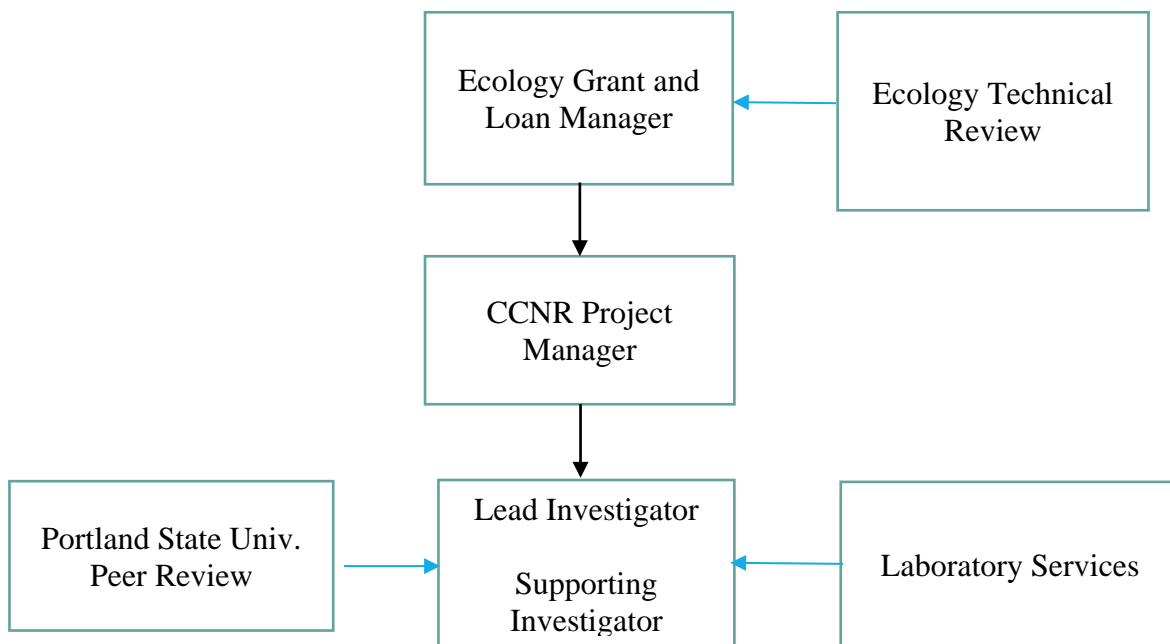 Ecology Grant and
Loan Manager
Ecology Technical
Review
CCNR Project
Manager
Portland State Univ.
Peer Review
Lead Investigator
Supporting
Investigator
Laboratory Services